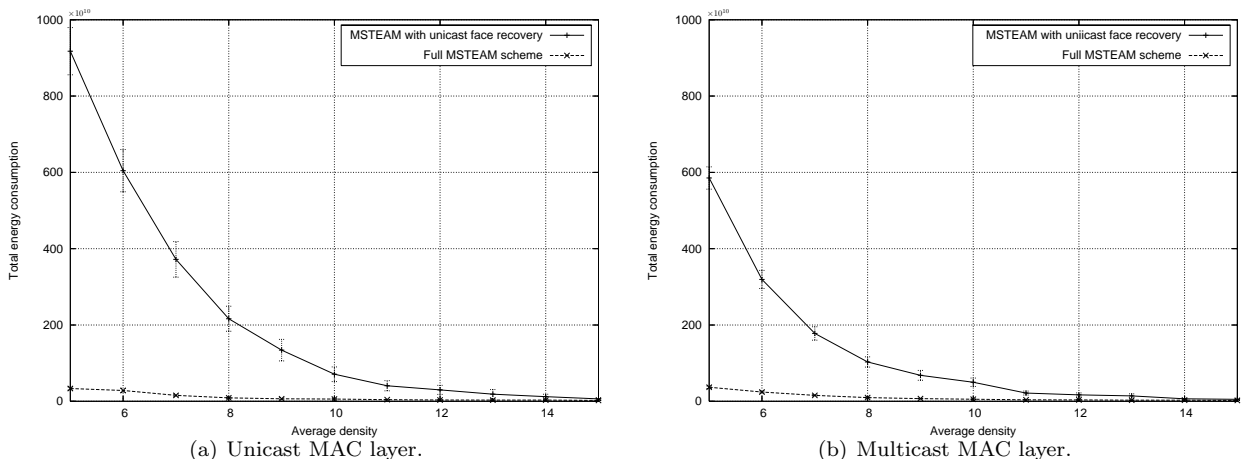 ×10¹⁰
1000
800
600
400
200
0
6
8
10
12
14
Total energy consumption
Average density
MSTEAM with unicast face recovery
Full MSTEAM scheme
(a) Unicast MAC layer.
×10¹⁰
1000
800
600
400
200
0
6
8
10
12
14
Total energy consumption
Average density
MSTEAM with uniicast face recovery
Full MSTEAM scheme
(b) Multicast MAC layer.